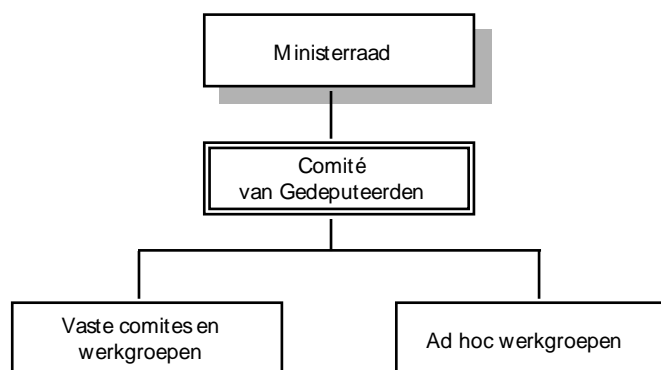 Ministerraad
Comité
van Gedeputeerden
Vaste comites en
werkgroepen
Ad hoc werkgroepen